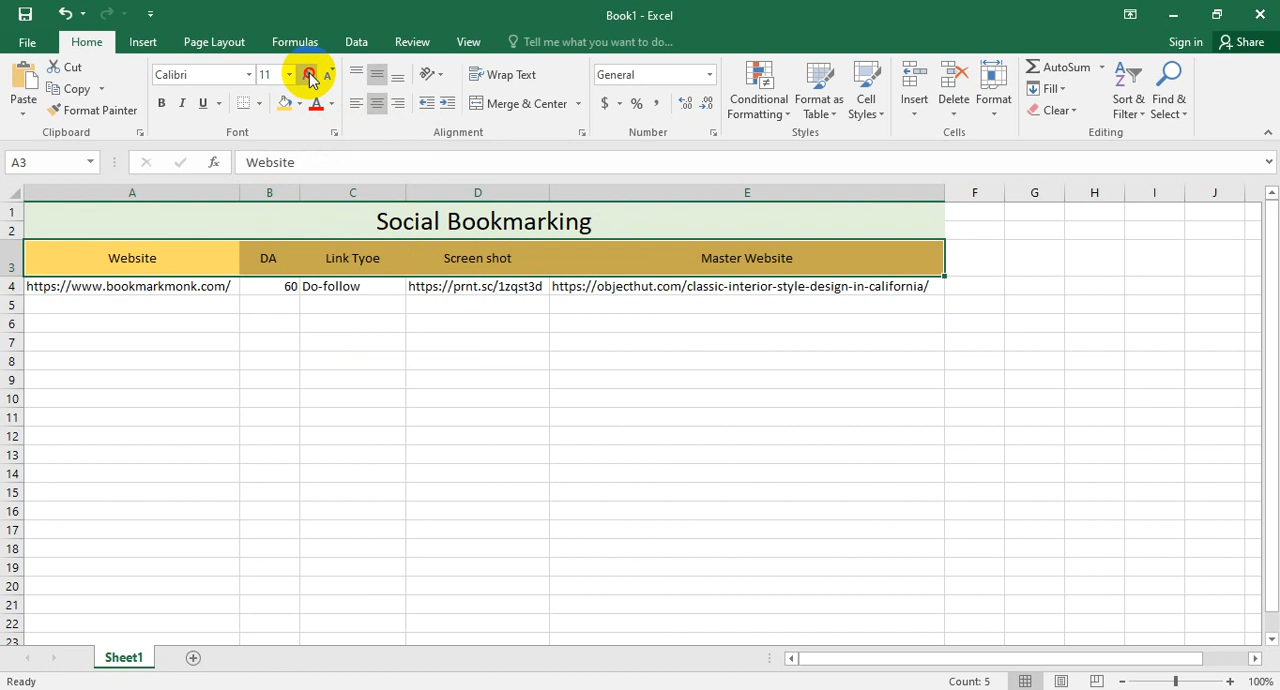 Book1 - Excel
File Home Insert Page Layout Formulas Data Review View Tell me what you want to do... Sign in Share
Cut
Calibri 11 Wrap Text General AutoSum
Copy Fill
Paste Format Painter B I U A Merge & Center $ % Conditional Formatting Format as Table Cell Styles Insert Delete Format Sort & Filter Find & Select Clear
Clipboard Font Alignment Number Styles Cells Editing
A3 fx Website
A B C D E F G H I J
1
2 Social Bookmarking
3 Website DA Link Tyoe Screen shot Master Website
4 https://www.bookmarkmonk.com/ 60 Do-follow https://prnt.sc/1zqst3d https://objecthut.com/classic-interior-style-design-in-california/
5
6
7
8
9
10
11
12
13
14
15
16
17
18
19
20
21
22
23
Sheet1
Ready Count: 5 100%